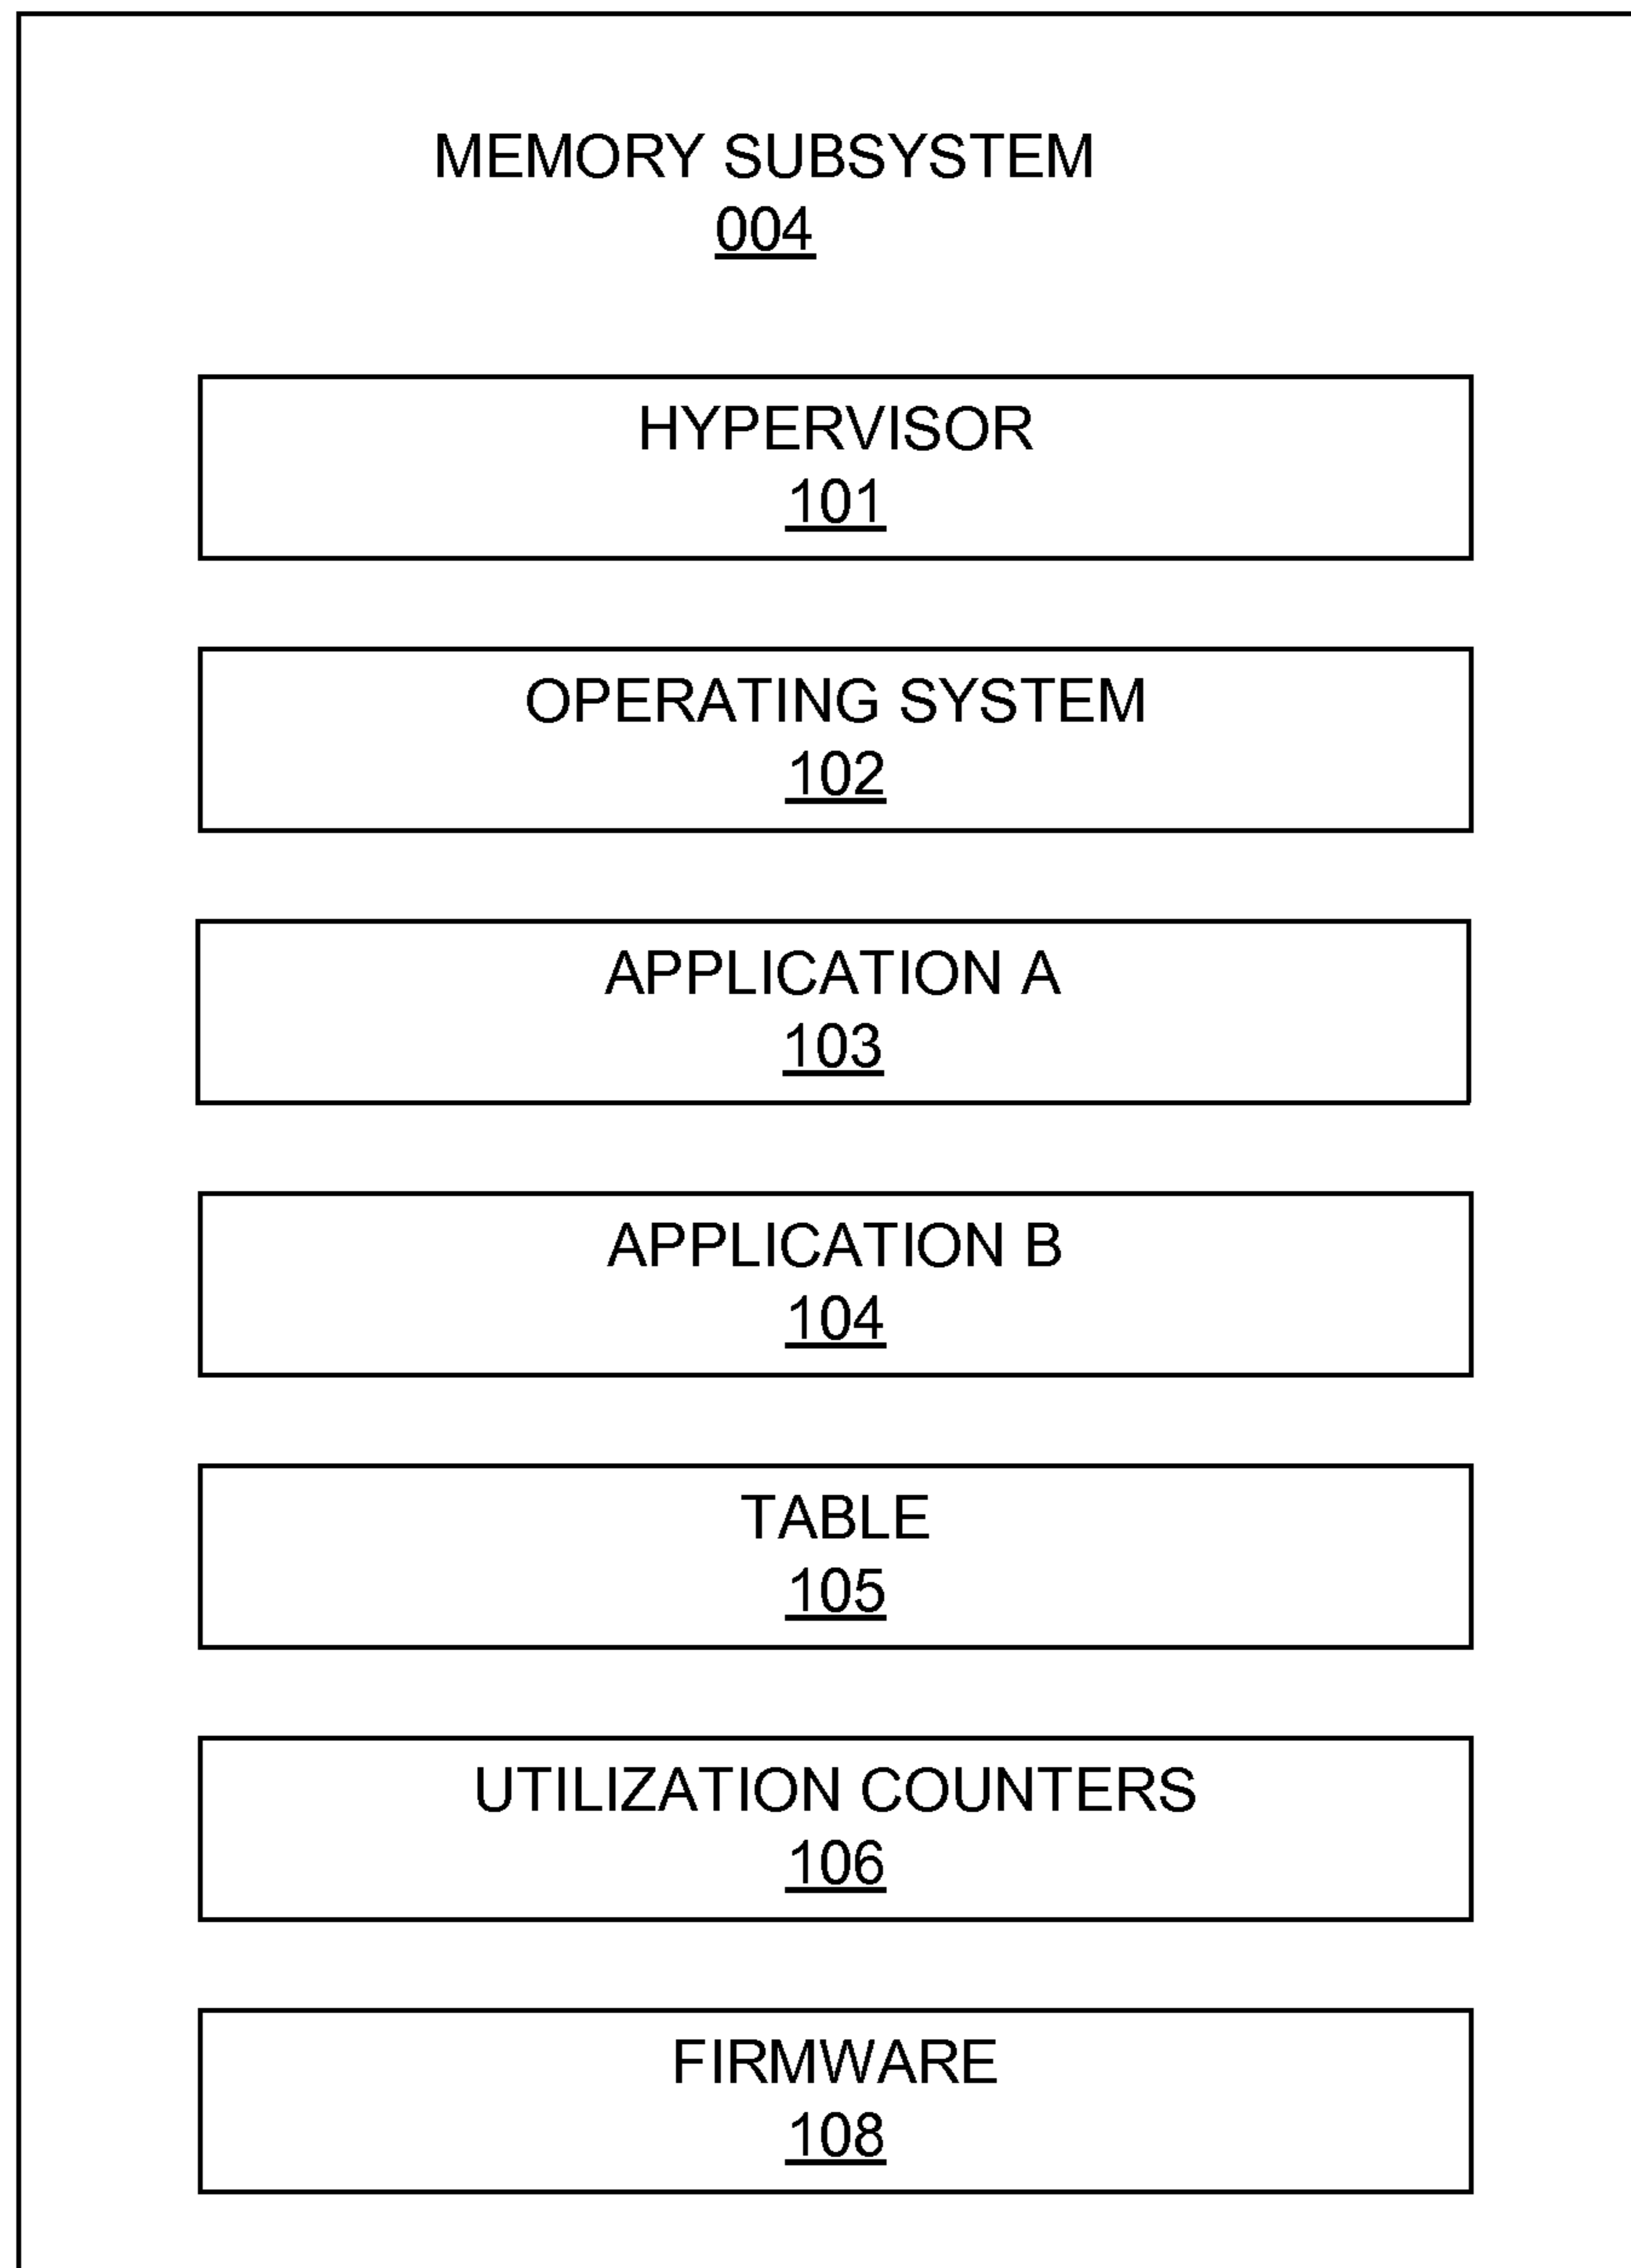 MEMORY SUBSYSTEM
004
HYPERVISOR
101
OPERATING SYSTEM
102
APPLICATION A
103
APPLICATION B
104
TABLE
105
UTILIZATION COUNTERS
106
FIRMWARE
108